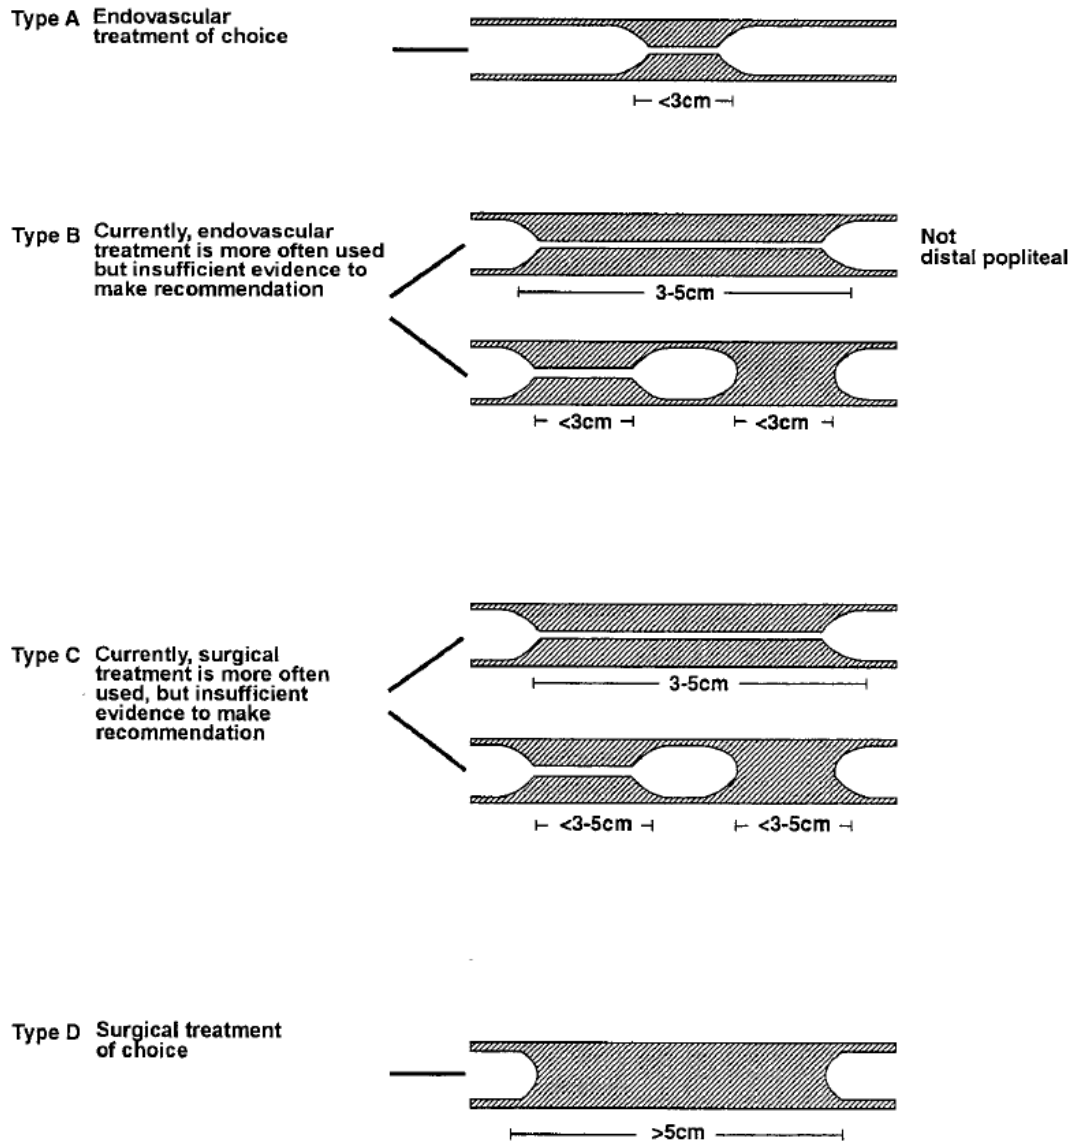 Type A Endovascular
treatment of choice
<3cm
Type B Currently, endovascular
treatment is more often used
but insufficient evidence to
make recommendation
Not
distal popliteal
3-5cm
<3cm <3cm
Type C Currently, surgical
treatment is more often
used, but insufficient
evidence to make
recommendation
3-5cm
<3-5cm <3-5cm
Type D Surgical treatment
of choice
>5cm